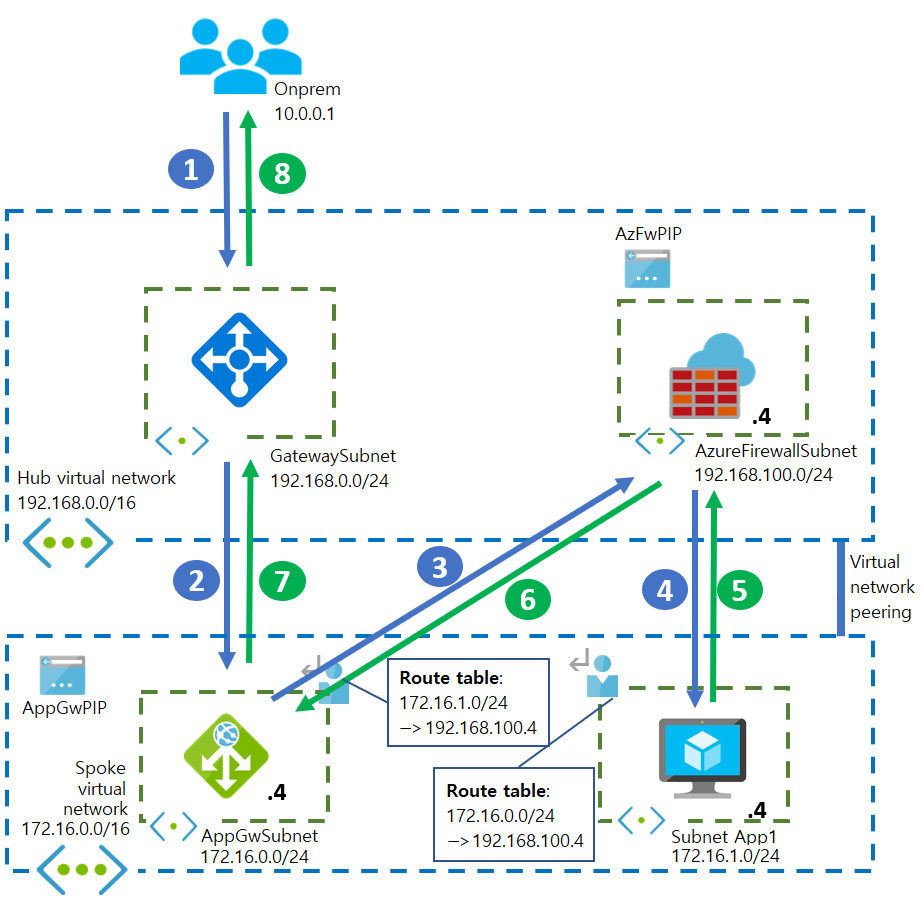 Onprem
10.0.0.1
1
8
AzFwPIP
.4
GatewaySubnet
192.168.0.0/24
AzureFirewallSubnet
192.168.100.0/24
Hub virtual network
192.168.0.0/16
2
7
3
6
4
5
Virtual
network
peering
AppGwPIP
Route table:
172.16.1.0/24
—> 192.168.100.4
Spoke
virtual
network
172.16.0.0/16
.4
AppGwSubnet
172.16.0.0/24
Route table:
172.16.0.0/24
—> 192.168.100.4
.4
Subnet App1
172.16.1.0/24